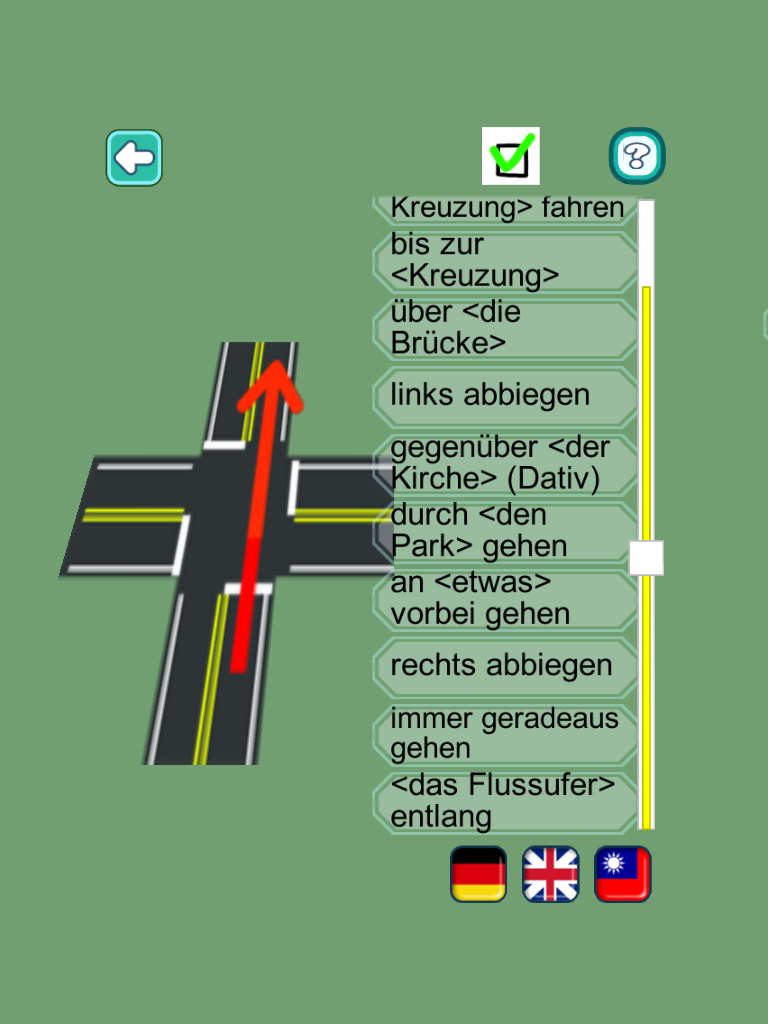 Kreuzung> fahren
bis zur
<Kreuzung>
über <die
Brücke>
links abbiegen
gegenüber <der
Kirche> (Dativ)
durch <den
Park> gehen
an <etwas>
vorbei gehen
rechts abbiegen
immer geradeaus
gehen
<das Flussufer>
entlang